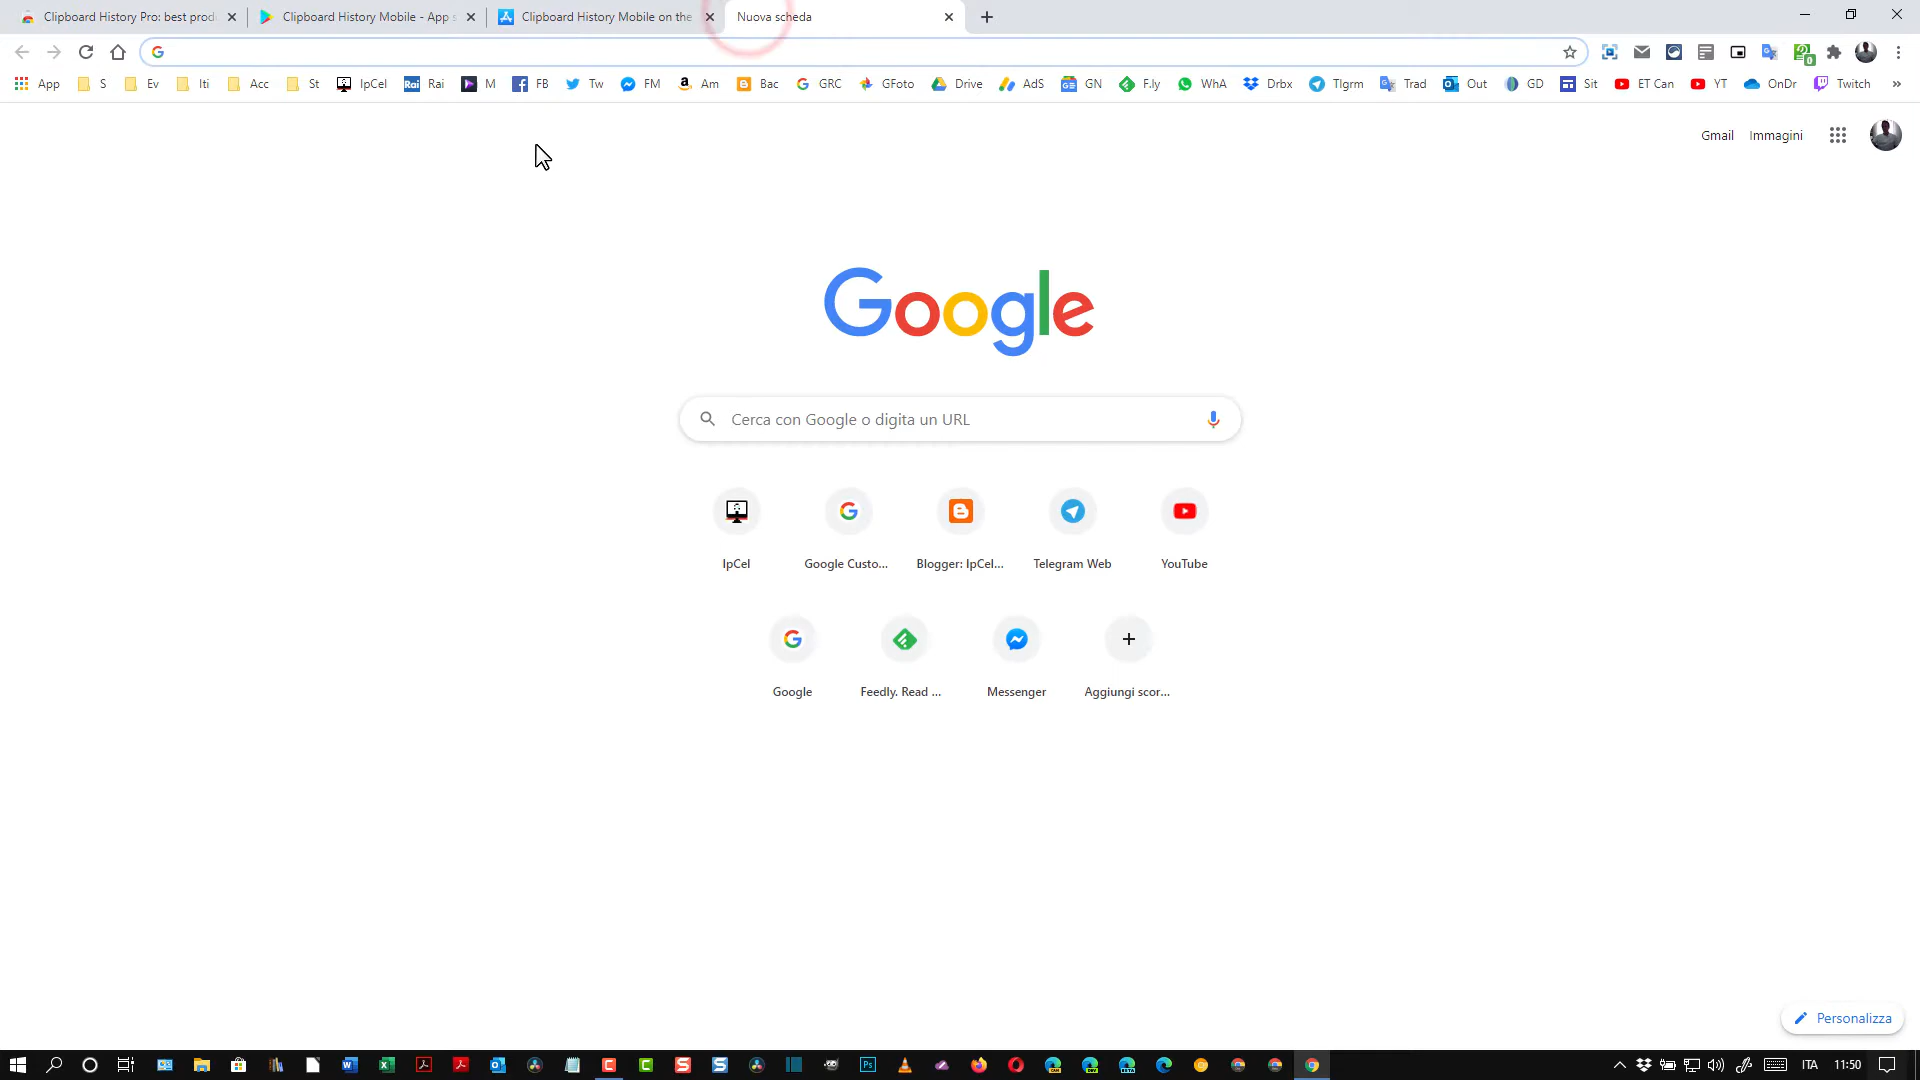 Clipboard History Pro: best prod
Clipboard History Mobile - App s
Clipboard History Mobile on the
Nuova scheda
App
S
Ev
Iti
Acc
St
IpCel
Rai
M
FB
Tw
FM
Am
Bac
GRC
GFoto
Drive
AdS
GN
F.ly
WhA
Drbx
Tlgrm
Trad
Out
GD
Sit
ET Can
YT
OnDr
Twitch
»
Gmail
Immagini
Google
Cerca con Google o digita un URL
IpCel
Google Custo...
Blogger: IpCel...
Telegram Web
YouTube
Google
Feedly. Read ...
Messenger
Aggiungi scor...
Personalizza
ITA
11:50